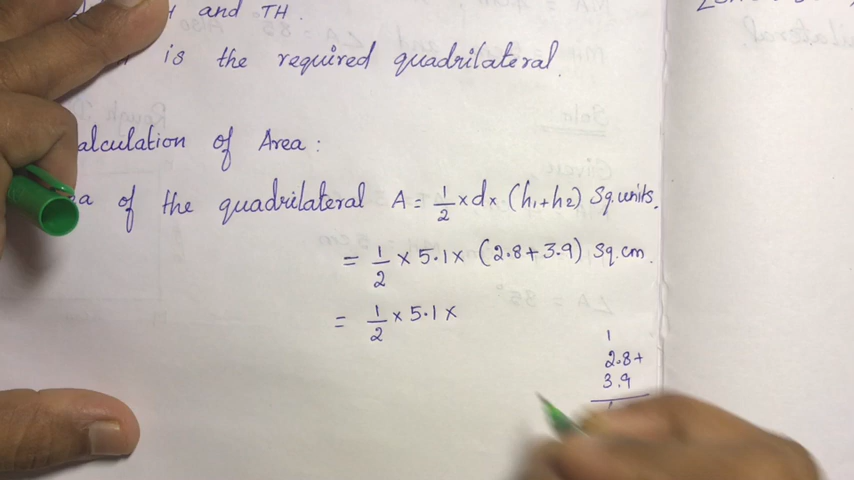 and TH.
is the required quadrilateral.
alculation of Area :
a of the quadrilateral A = 1/2 × d × (h1 + h2) Sq.units.
= 1/2 × 5.1 × (2.8 + 3.9) Sq.cm.
= 1/2 × 5.1 ×
1
2.8 +
3.9